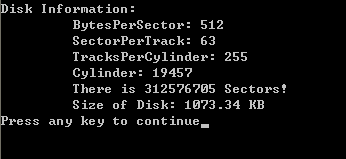 Disk Information:
BytesPerSector: 512
SectorPerTrack: 63
TracksPerCylinder: 255
Cylinder: 19457
There is 312576705 Sectors!
Size of Disk: 1073.34 KB
Press any key to continue_